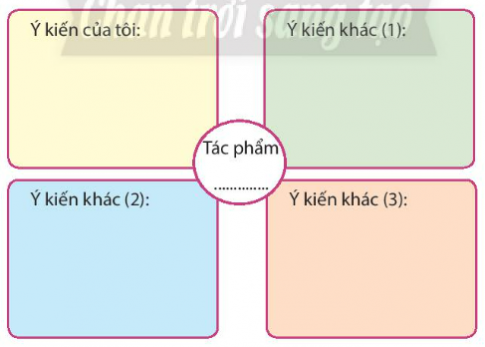 Chân trời sáng tạo
Ý kiến của tôi:
Ý kiến khác (1):
Tác phẩm
..............
Ý kiến khác (2):
Ý kiến khác (3):